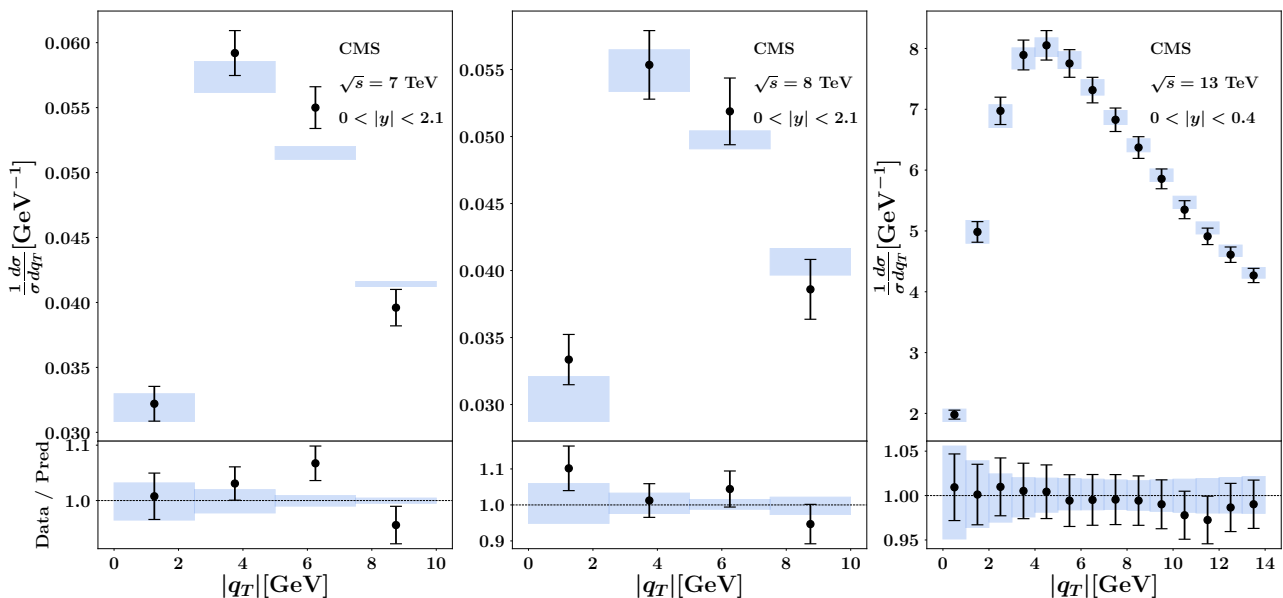 0.060
0.055
0.050
0.045
0.040
0.035
0.030
1/σ dσ/dq_T [GeV⁻¹]
CMS
√s = 7 TeV
0 < |y| < 2.1
1.1
1.0
Data / Pred
0 2 4 6 8 10
|q_T|[GeV]
0.055
0.050
0.045
0.040
0.035
0.030
1/σ dσ/dq_T [GeV⁻¹]
CMS
√s = 8 TeV
0 < |y| < 2.1
1.1
1.0
0.9
0 2 4 6 8 10
|q_T|[GeV]
8
7
6
5
4
3
2
1/σ dσ/dq_T [GeV⁻¹]
CMS
√s = 13 TeV
0 < |y| < 0.4
1.05
1.00
0.95
0 2 4 6 8 10 12 14
|q_T|[GeV]